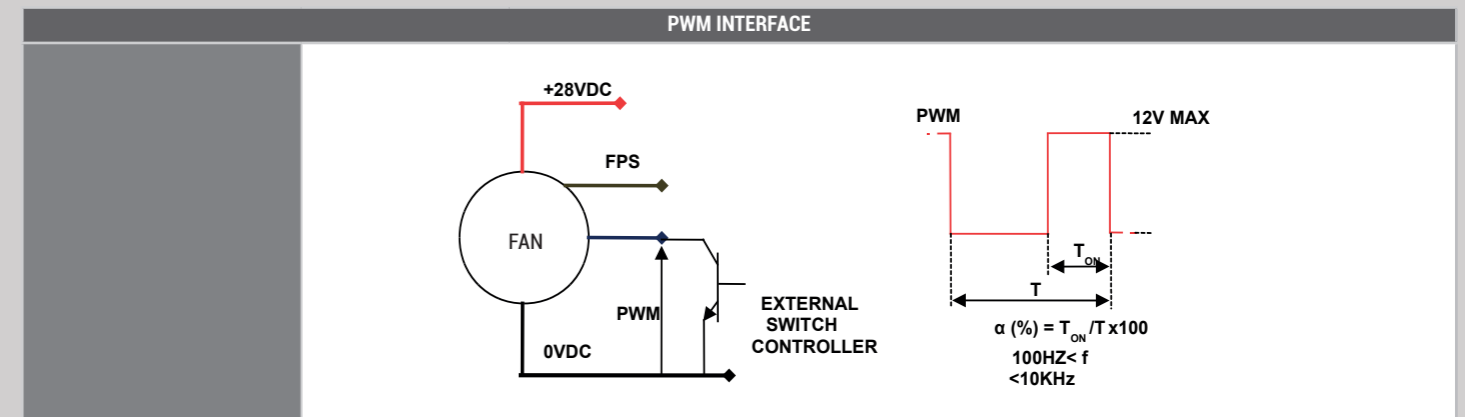 PWM INTERFACE
+28VDC
FPS
FAN
PWM
0VDC
EXTERNAL
SWITCH
CONTROLLER
PWM
12V MAX
TON
T
α (%) = TON /T x100
100HZ< f
<10KHz